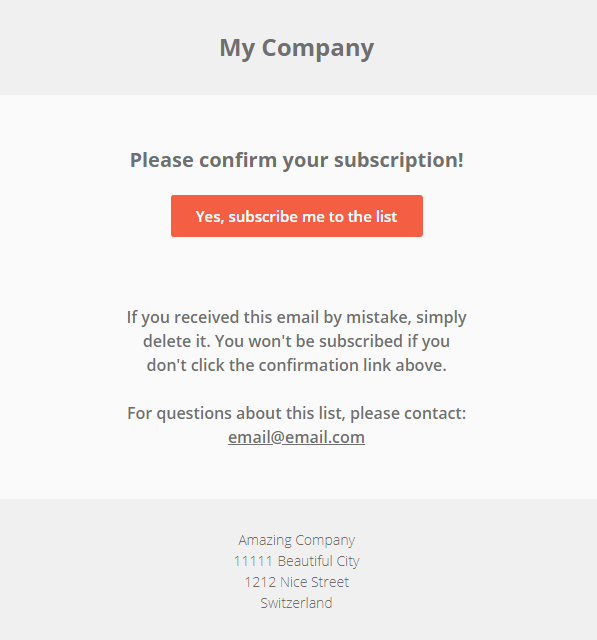 My Company
Please confirm your subscription!
Yes, subscribe me to the list
If you received this email by mistake, simply
delete it. You won't be subscribed if you
don't click the confirmation link above.
For questions about this list, please contact:
email@email.com
Amazing Company
11111 Beautiful City
1212 Nice Street
Switzerland